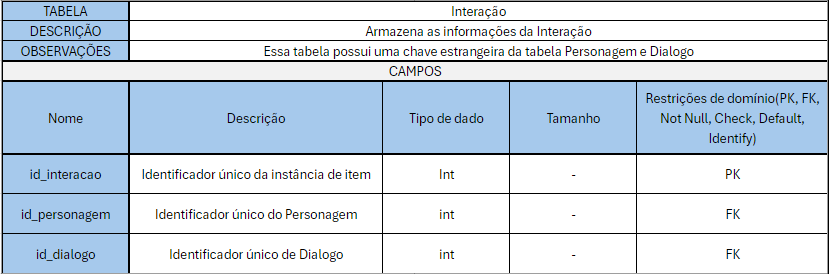 TABELA Interação
DESCRIÇÃO Armazena as informações da Interação
OBSERVAÇÕES Essa tabela possui uma chave estrangeira da tabela Personagem e Dialogo
CAMPOS
Nome Descrição Tipo de dado Tamanho Restrições de domínio(PK, FK,
Not Null, Check, Default,
Identify)
id_interacao Identificador único da instância de item Int - PK
id_personagem Identificador único do Personagem int - FK
id_dialogo Identificador único de Dialogo int - FK